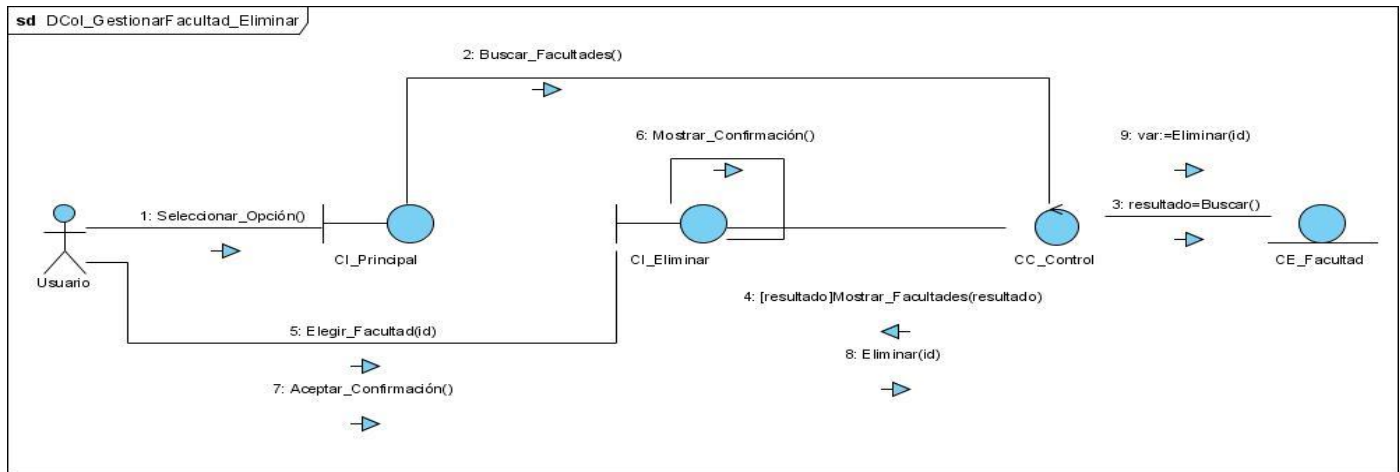 sd DCol_GestionarFacultad_Eliminar
2: Buscar_Facultades()
6: Mostrar_Confirmación()
9: var:=Eliminar(id)
1: Seleccionar_Opción()
3: resultado=Buscar()
CI_Principal
CI_Eliminar
CC_Control
CE_Facultad
Usuario
4: [resultado]Mostrar_Facultades(resultado)
5: Elegir_Facultad(id)
8: Eliminar(id)
7: Aceptar_Confirmación()